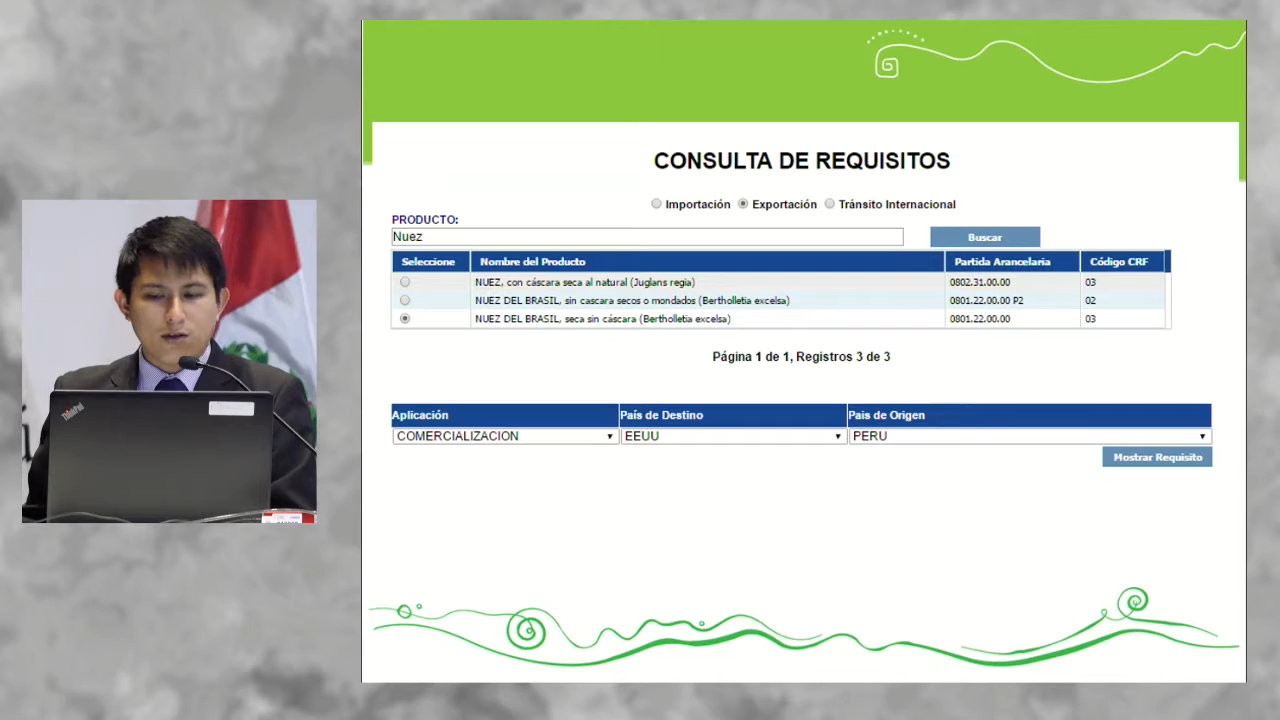 CONSULTA DE REQUISITOS
Importación Exportación Tránsito Internacional
PRODUCTO:
Nuez Buscar
Seleccione Nombre del Producto Partida Arancelaria Código CRF
NUEZ, con cáscara seca al natural (Juglans regia) 0802.31.00.00 03
NUEZ DEL BRASIL, sin cascara secos o mondados (Bertholletia excelsa) 0801.22.00.00 P2 02
NUEZ DEL BRASIL, seca sin cáscara (Bertholletia excelsa) 0801.22.00.00 03
Página 1 de 1, Registros 3 de 3
Aplicación País de Destino Pais de Origen
COMERCIALIZACION EEUU PERU
Mostrar Requisito
ThinkPad